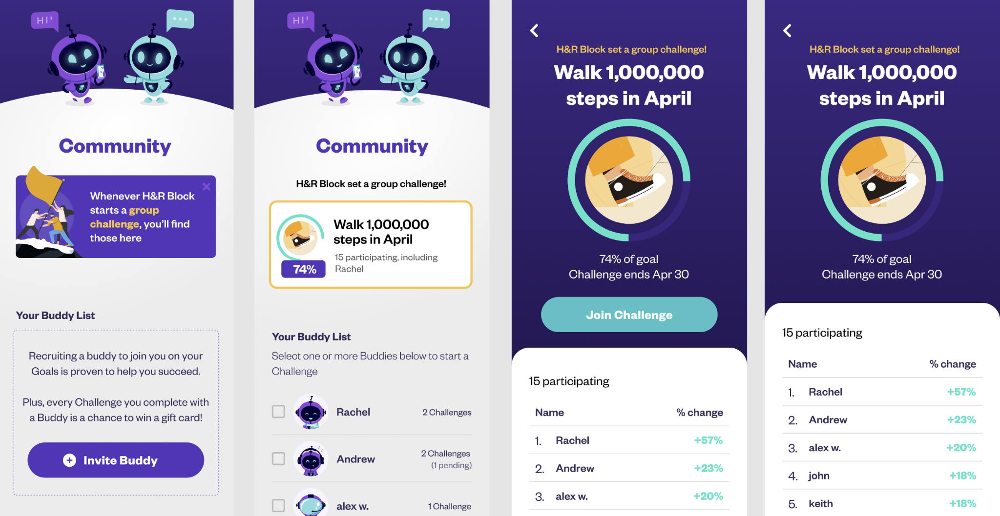 HI'
Community
Whenever H&R Block
starts a group
challenge, you'll find
those here
Your Buddy List
Recruiting a buddy to join you on your
Goals is proven to help you succeed.
Plus, every Challenge you complete with
a Buddy is a chance to win a gift card!
Invite Buddy
HI'
Community
H&R Block set a group challenge!
Walk 1,000,000
steps in April
15 participating, including
Rachel
74%
Your Buddy List
Select one or more Buddies below to start a
Challenge
Rachel 2 Challenges
Andrew 2 Challenges
(1 pending)
alex w. 1 Challenge
H&R Block set a group challenge!
Walk 1,000,000
steps in April
74% of goal
Challenge ends Apr 30
Join Challenge
15 participating
Name % change
1. Rachel +57%
2. Andrew +23%
3. alex w. +20%
H&R Block set a group challenge!
Walk 1,000,000
steps in April
74% of goal
Challenge ends Apr 30
15 participating
Name % change
1. Rachel +57%
2. Andrew +23%
3. alex w. +20%
4. john +18%
5. keith +18%